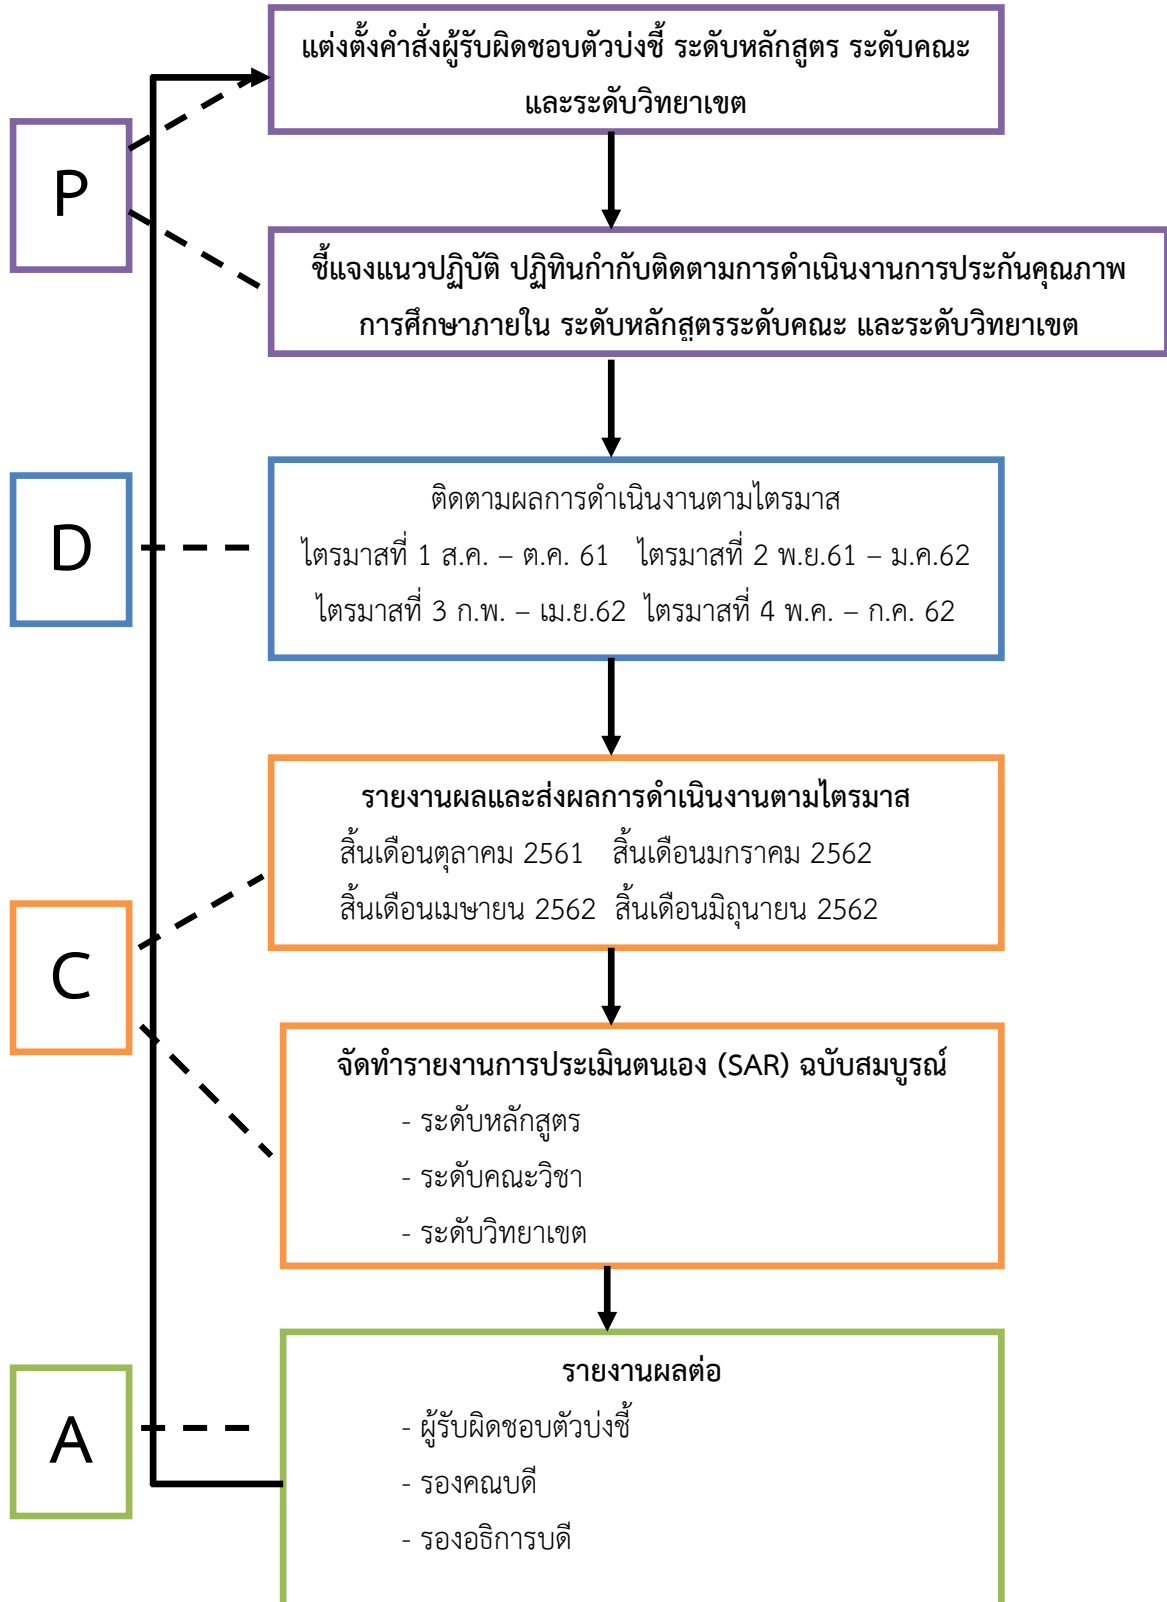 แต่งตั้งคำสั่งผู้รับผิดชอบตัวบ่งชี้ ระดับหลักสูตร ระดับคณะ
และระดับวิทยาเขต
P
ชี้แจงแนวปฏิบัติ ปฏิทินกำกับติดตามการดำเนินงานการประกันคุณภาพ
การศึกษาภายใน ระดับหลักสูตรระดับคณะ และระดับวิทยาเขต
D
ติดตามผลการดำเนินงานตามไตรมาส
ไตรมาสที่ 1 ส.ค. – ต.ค. 61 ไตรมาสที่ 2 พ.ย.61 – ม.ค.62
ไตรมาสที่ 3 ก.พ. – เม.ย.62 ไตรมาสที่ 4 พ.ค. – ก.ค. 62
รายงานผลและส่งผลการดำเนินงานตามไตรมาส
สิ้นเดือนตุลาคม 2561 สิ้นเดือนมกราคม 2562
สิ้นเดือนเมษายน 2562 สิ้นเดือนมิถุนายน 2562
C
จัดทำรายงานการประเมินตนเอง (SAR) ฉบับสมบูรณ์
- ระดับหลักสูตร
- ระดับคณะวิชา
- ระดับวิทยาเขต
A
รายงานผลต่อ
- ผู้รับผิดชอบตัวบ่งชี้
- รองคณบดี
- รองอธิการบดี